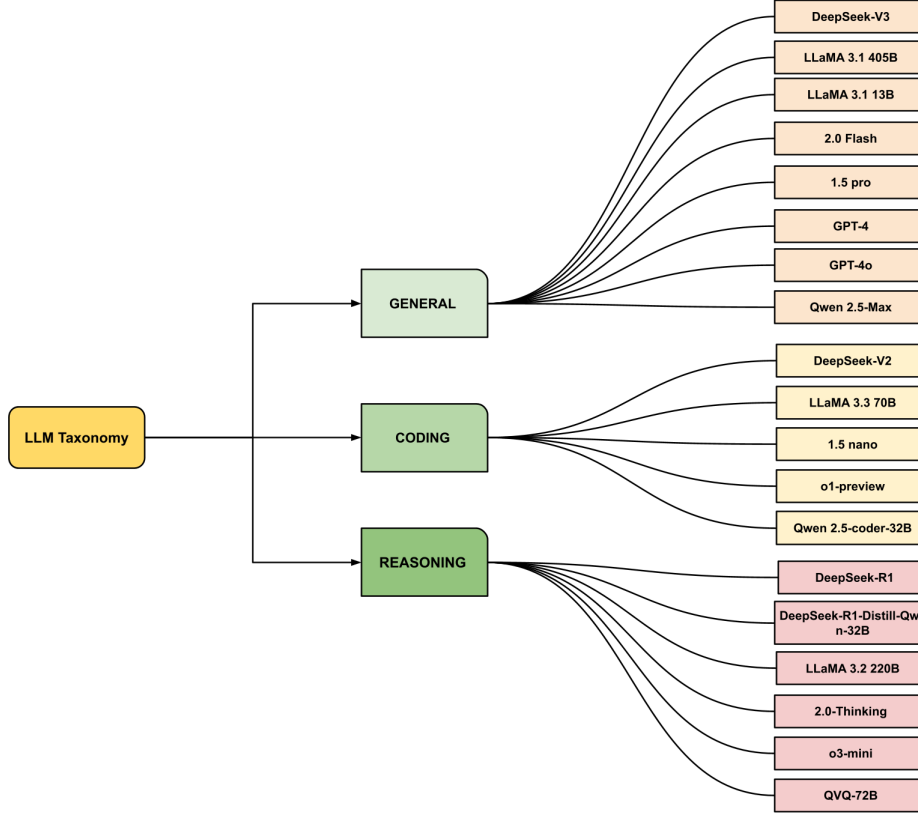 DeepSeek-V3
LLaMA 3.1 405B
LLaMA 3.1 13B
2.0 Flash
1.5 pro
GPT-4
GPT-4o
Qwen 2.5-Max
GENERAL
DeepSeek-V2
LLaMA 3.3 70B
1.5 nano
o1-preview
Qwen 2.5-coder-32B
CODING
LLM Taxonomy
REASONING
DeepSeek-R1
DeepSeek-R1-Distill-Qw
n-32B
LLaMA 3.2 220B
2.0-Thinking
o3-mini
QVQ-72B